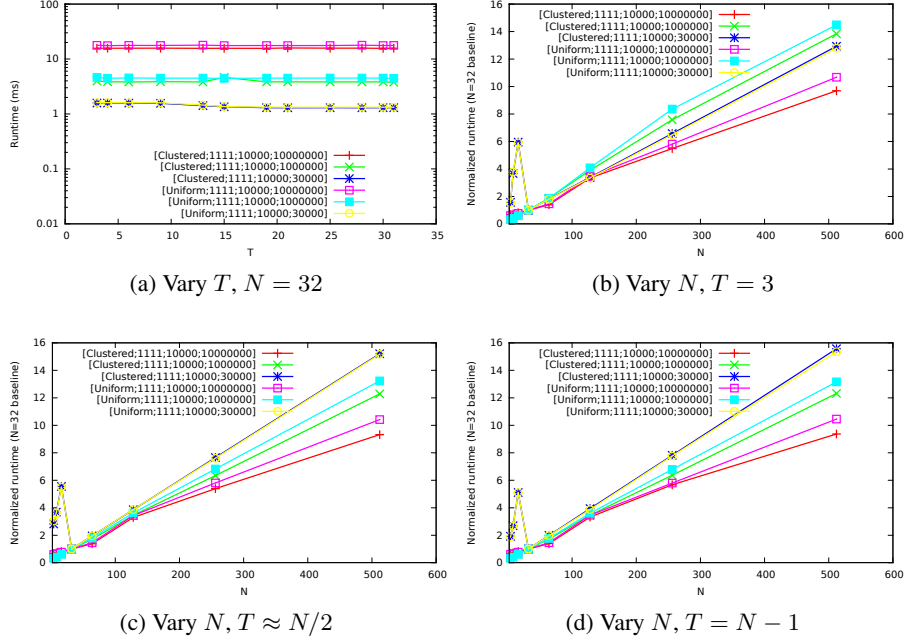 100
10
1
0.1
0.01
0 5 10 15 20 25 30 35
Runtime (ms)
T
[Clustered;1111;10000;10000000]
[Clustered;1111;10000;1000000]
[Clustered;1111;10000;30000]
[Uniform;1111;10000;10000000]
[Uniform;1111;10000;1000000]
[Uniform;1111;10000;30000]
(a) Vary T, N = 32
16
14
12
10
8
6
4
2
0
100 200 300 400 500 600
Normalized runtime (N=32 baseline)
N
[Clustered;1111;10000;10000000]
[Clustered;1111;10000;1000000]
[Clustered;1111;10000;30000]
[Uniform;1111;10000;10000000]
[Uniform;1111;10000;1000000]
[Uniform;1111;10000;30000]
(b) Vary N, T = 3
16
14
12
10
8
6
4
2
0
100 200 300 400 500 600
Normalized runtime (N=32 baseline)
N
[Clustered;1111;10000;10000000]
[Clustered;1111;10000;1000000]
[Clustered;1111;10000;30000]
[Uniform;1111;10000;10000000]
[Uniform;1111;10000;1000000]
[Uniform;1111;10000;30000]
(c) Vary N, T ≈ N/2
16
14
12
10
8
6
4
2
0
100 200 300 400 500 600
Normalized runtime (N=32 baseline)
N
[Clustered;1111;10000;10000000]
[Clustered;1111;10000;1000000]
[Clustered;1111;10000;30000]
[Uniform;1111;10000;10000000]
[Uniform;1111;10000;1000000]
[Uniform;1111;10000;30000]
(d) Vary N, T = N − 1